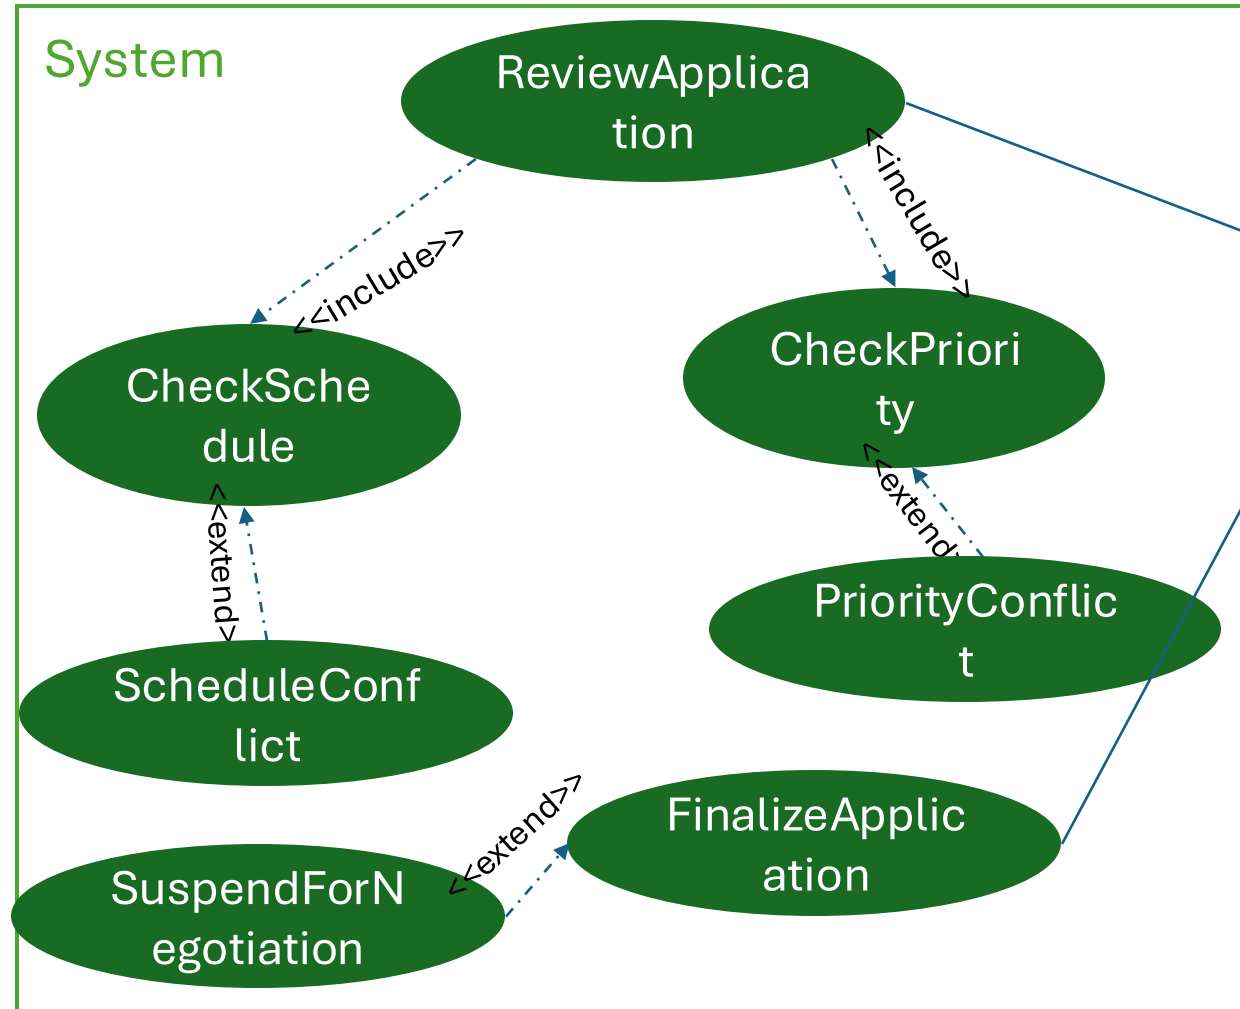 System
ReviewApplica
tion
<<include>>
<<include>>
CheckSche
dule
CheckPriori
ty
<<extend>
<<extend>
PriorityConflic
t
ScheduleConf
lict
<<extend>>
FinalizeApplic
ation
SuspendForN
egotiation